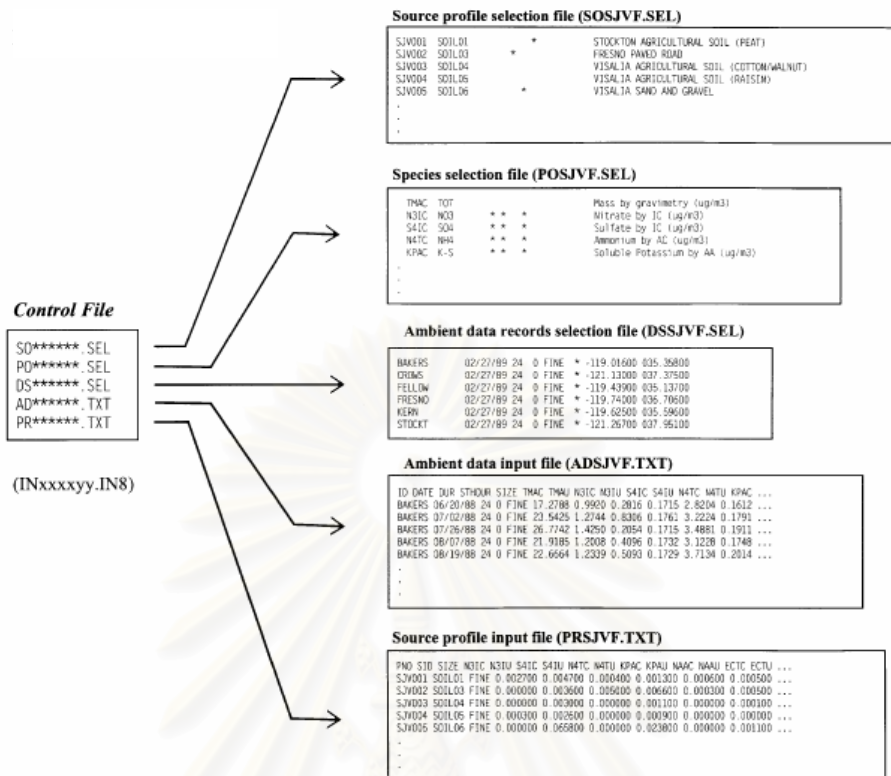 Source profile selection file (SOSJVF.SEL)
SJV001 SOIL01 * STOCKTON AGRICULTURAL SOIL (PEAT)
SJV002 SOIL03 * FRESNO PAVED ROAD
SJV003 SOIL04 VISALIA AGRICULTURAL SOIL (COTTON/WALNUT)
SJV004 SOIL05 VISALIA AGRICULTURAL SOIL (RAISIM)
SJV005 SOIL06 * VISALIA SAND AND GRAVEL
.
.
.
Species selection file (POSJVF.SEL)
TMAC TOT Mass by gravimetry (ug/m3)
N3IC NO3 * * * Nitrate by IC (ug/m3)
S4IC SO4 * * * Sulfate by IC (ug/m3)
N4TC NH4 * * * Ammonium by AC (ug/m3)
KPAC K-S * * * Soluble Potassium by AA (ug/m3)
.
.
.
Control File
SO******.SEL
PO******.SEL
DS******.SEL
AD******.TXT
PR******.TXT
(INxxxxyy.IN8)
Ambient data records selection file (DSSJVF.SEL)
BAKERS 02/27/89 24 0 FINE * -119.01600 035.35800
CROWS 02/27/89 24 0 FINE * -121.13000 037.37500
FELLOW 02/27/89 24 0 FINE * -119.43900 035.13700
FRESNO 02/27/89 24 0 FINE * -119.74000 036.70600
KERN 02/27/89 24 0 FINE * -119.62500 035.59600
STOCKT 02/27/89 24 0 FINE * -121.26700 037.95100
Ambient data input file (ADSJVF.TXT)
ID DATE DUR STHOUR SIZE TMAC TMAU N3IC N3IU S4IC S4IU N4TC N4TU KPAC ...
BAKERS 06/20/88 24 0 FINE 17.2788 0.9920 0.2816 0.1715 2.8204 0.1612 ...
BAKERS 07/02/88 24 0 FINE 23.5425 1.2744 0.8306 0.1761 3.2224 0.1791 ...
BAKERS 07/26/88 24 0 FINE 26.7742 1.4250 0.2054 0.1715 3.4881 0.1911 ...
BAKERS 08/07/88 24 0 FINE 21.9185 1.2008 0.4096 0.1732 3.1228 0.1748 ...
BAKERS 08/19/88 24 0 FINE 22.6664 1.2339 0.5093 0.1729 3.7134 0.2014 ...
.
.
.
Source profile input file (PRSJVF.TXT)
PNO SID SIZE N3IC N3IU S4IC S4IU N4TC N4TU KPAC KPAU NAAC NAAU ECTC ECTU ...
SJV001 SOIL01 FINE 0.002700 0.004700 0.000400 0.001300 0.000600 0.000500 ...
SJV002 SOIL03 FINE 0.000000 0.003600 0.005000 0.006600 0.000300 0.000500 ...
SJV003 SOIL04 FINE 0.000000 0.003000 0.000000 0.001100 0.000000 0.000100 ...
SJV004 SOIL05 FINE 0.000300 0.002600 0.000000 0.000900 0.000000 0.000000 ...
SJV005 SOIL06 FINE 0.000000 0.065800 0.000000 0.023800 0.000000 0.001100 ...
.
.
.